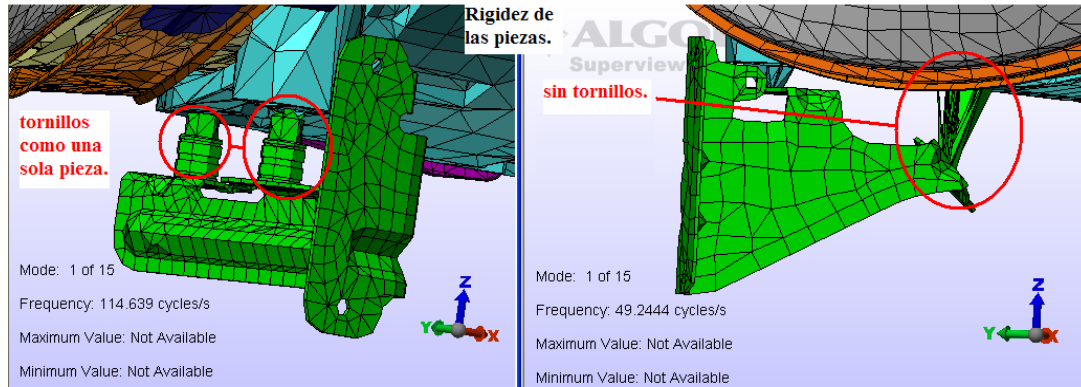 Rigidez de
las piezas.
ALGO
Superview
tornillos
como una
sola pieza.
sin tornillos.
Mode: 1 of 15
Frequency: 114.639 cycles/s
Maximum Value: Not Available
Minimum Value: Not Available
Z
Y
X
Mode: 1 of 15
Frequency: 49.2444 cycles/s
Maximum Value: Not Available
Minimum Value: Not Available
Z
Y
X